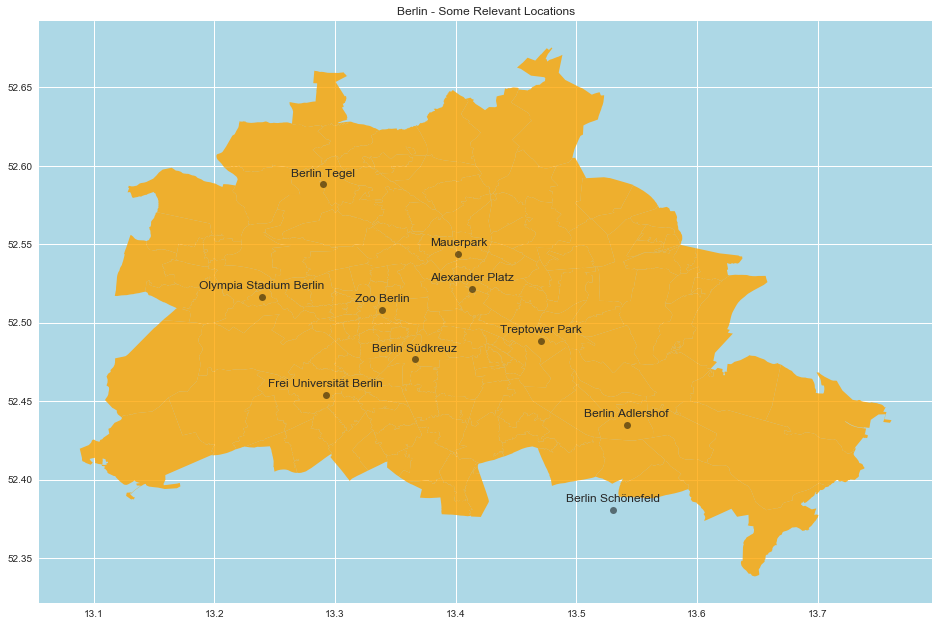 Berlin - Some Relevant Locations
52.65
52.60
Berlin Tegel
52.55
Mauerpark
Alexander Platz
Olympia Stadium Berlin
Zoo Berlin
52.50
Treptower Park
Berlin Südkreuz
Frei Universität Berlin
52.45
Berlin Adlershof
52.40
Berlin Schönefeld
52.35
13.1 13.2 13.3 13.4 13.5 13.6 13.7